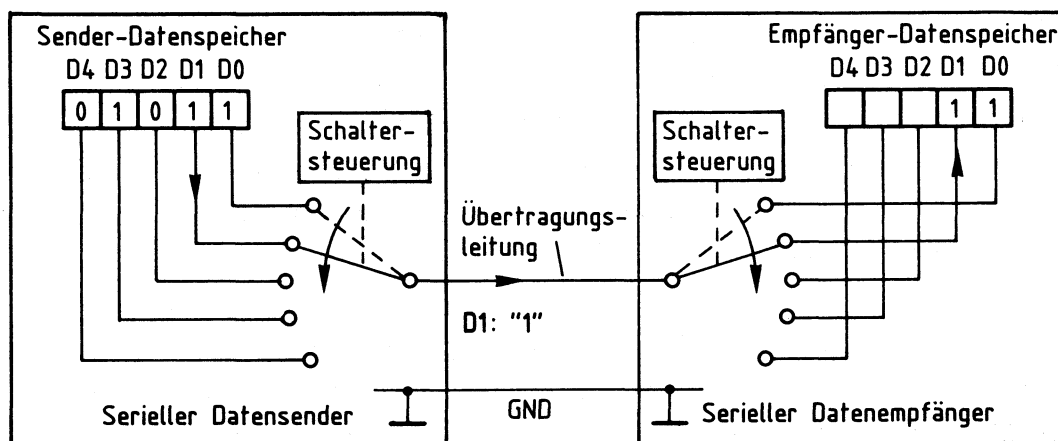 Sender-Datenspeicher
D4 D3 D2 D1 D0
0 1 0 1 1
Schalter-
steuerung
Übertragungs-
leitung
D1: "1"
GND
Serieller Datensender
Empfänger-Datenspeicher
D4 D3 D2 D1 D0
1 1
Schalter-
steuerung
Serieller Datenempfänger